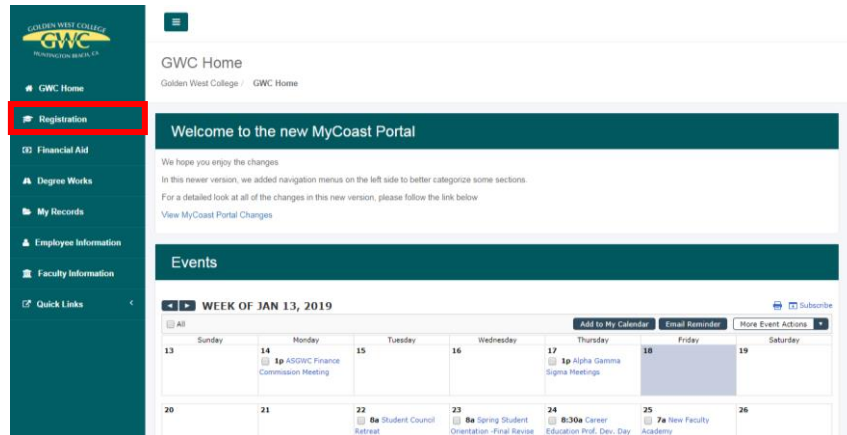 GOLDEN WEST COLLEGE
GWC
HUNTINGTON BEACH, CA
GWC Home
Registration
Financial Aid
Degree Works
My Records
Employee Information
Faculty Information
Quick Links
GWC Home
Golden West College / GWC Home
Welcome to the new MyCoast Portal
We hope you enjoy the changes
In this newer version, we added navigation menus on the left side to better categorize some sections.
For a detailed look at all of the changes in this new version, please follow the link below
View MyCoast Portal Changes
Events
WEEK OF JAN 13, 2019
Subscribe
All
Add to My Calendar
Email Reminder
More Event Actions
Sunday Monday Tuesday Wednesday Thursday Friday Saturday
13 14 15 16 17 18 19
1p ASGWC Finance
Commission Meeting
1p Alpha Gamma
Sigma Meetings
20 21 22 23 24 25 26
8a Student Council
Retreat
8a Spring Student
Orientation -Final Revise
8:30a Career
Education Prof. Dev. Day
7a New Faculty
Academy